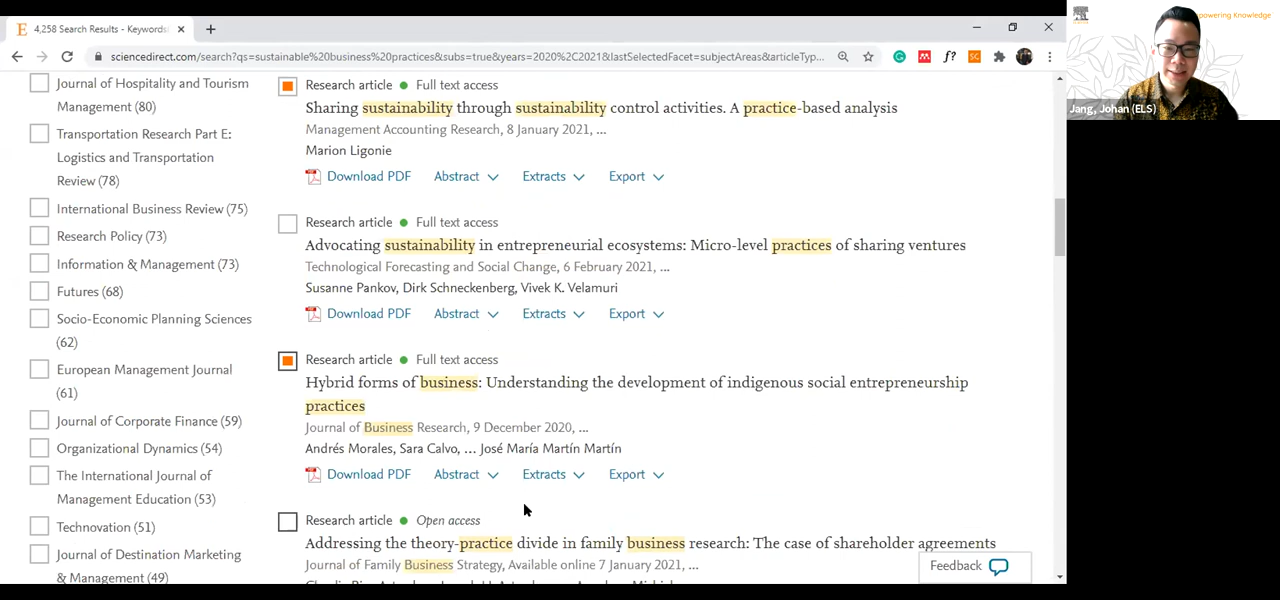 4,258 Search Results - Keywords
sciencedirect.com/search?qs=sustainable%20business%20practices&subs=true&years=2020%2C2021&lastSelectedFacet=subjectAreas&articleTyp...
Journal of Hospitality and Tourism
Management (80)
Transportation Research Part E:
Logistics and Transportation
Review (78)
International Business Review (75)
Research Policy (73)
Information & Management (73)
Futures (68)
Socio-Economic Planning Sciences
(62)
European Management Journal
(61)
Journal of Corporate Finance (59)
Organizational Dynamics (54)
The International Journal of
Management Education (53)
Technovation (51)
Journal of Destination Marketing
& Management (49)
Research article Full text access
Sharing sustainability through sustainability control activities. A practice-based analysis
Management Accounting Research, 8 January 2021, ...
Marion Ligonie
Download PDF Abstract Extracts Export
Research article Full text access
Advocating sustainability in entrepreneurial ecosystems: Micro-level practices of sharing ventures
Technological Forecasting and Social Change, 6 February 2021, ...
Susanne Pankov, Dirk Schneckenberg, Vivek K. Velamuri
Download PDF Abstract Extracts Export
Research article Full text access
Hybrid forms of business: Understanding the development of indigenous social entrepreneurship
practices
Journal of Business Research, 9 December 2020, ...
Andrés Morales, Sara Calvo, ... José María Martín Martín
Download PDF Abstract Extracts Export
Research article Open access
Addressing the theory-practice divide in family business research: The case of shareholder agreements
Journal of Family Business Strategy, Available online 7 January 2021, ...
Feedback
powering Knowledge
Jang, Johan (ELS)